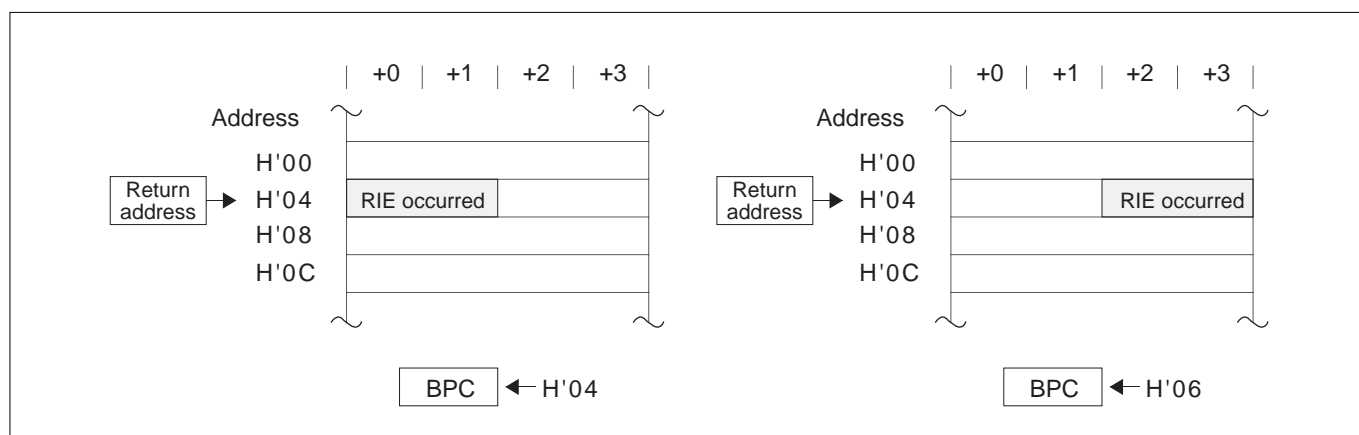 +0 +1 +2 +3
Address
H'00
Return address
H'04
RIE occurred
H'08
H'0C
BPC
H'04
+0 +1 +2 +3
Address
H'00
Return address
H'04
RIE occurred
H'08
H'0C
BPC
H'06